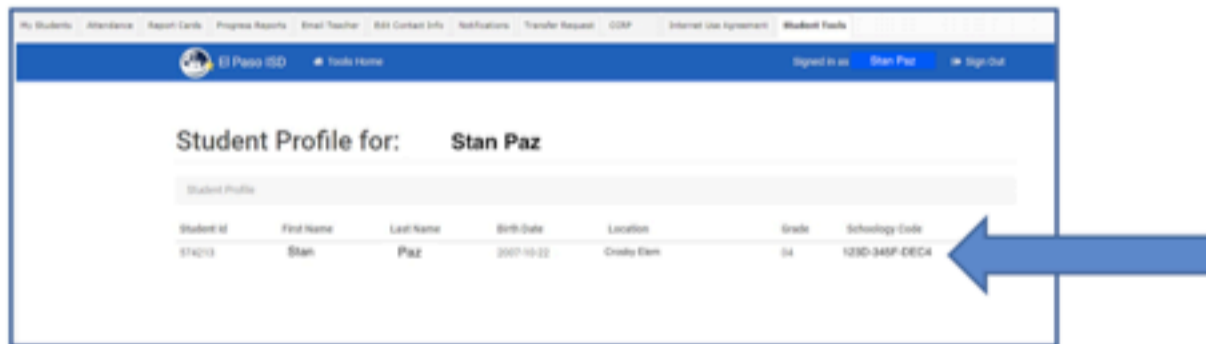 My Students Attendance Report Cards Progress Reports Email Teacher Edit Contact Info Notifications Transfer Request CCRP Internet Use Agreement Student Tools
El Paso ISD Tools Home Signed in as Stan Paz Sign Out
Student Profile for: Stan Paz
Student Profile
Student Id First Name Last Name Birth Date Location Grade Schoology Code
574213 Stan Paz 2007-10-22 Crosby Elem 04 123D-345F-DEC4